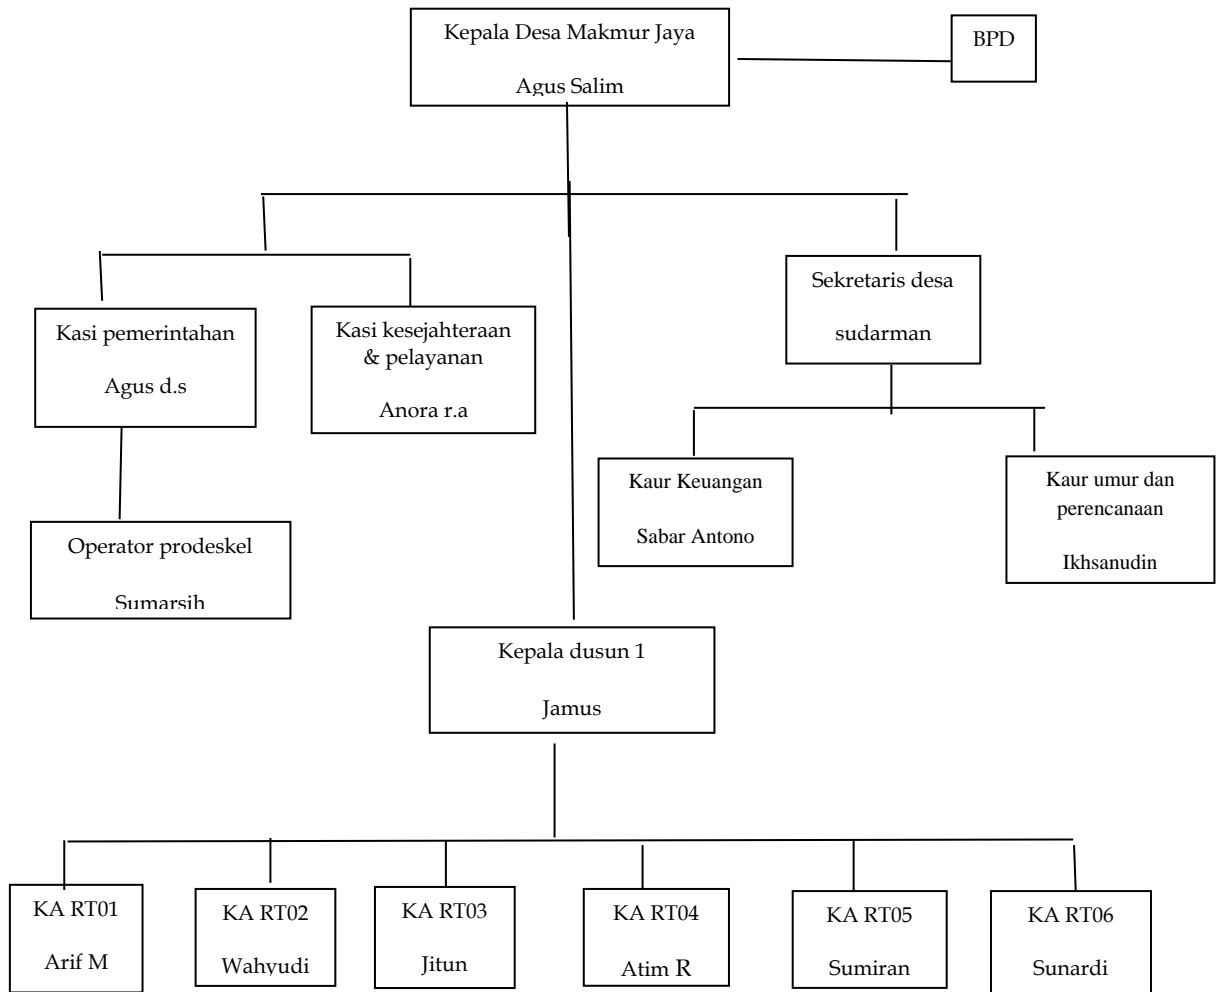 Kepala Desa Makmur Jaya
Agus Salim
BPD
Sekretaris desa
sudarman
Kasi pemerintahan
Agus d.s
Kasi kesejahteraan
& pelayanan
Anora r.a
Kaur Keuangan
Sabar Antono
Kaur umur dan
perencanaan
Ikhsanudin
Operator prodeskel
Sumarsih
Kepala dusun 1
Jamus
KA RT01
Arif M
KA RT02
Wahyudi
KA RT03
Jitun
KA RT04
Atim R
KA RT05
Sumiran
KA RT06
Sunardi